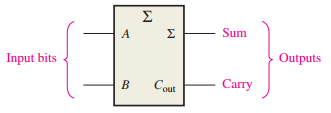 Σ
A Σ Sum
Input bits Outputs
B Cout Carry